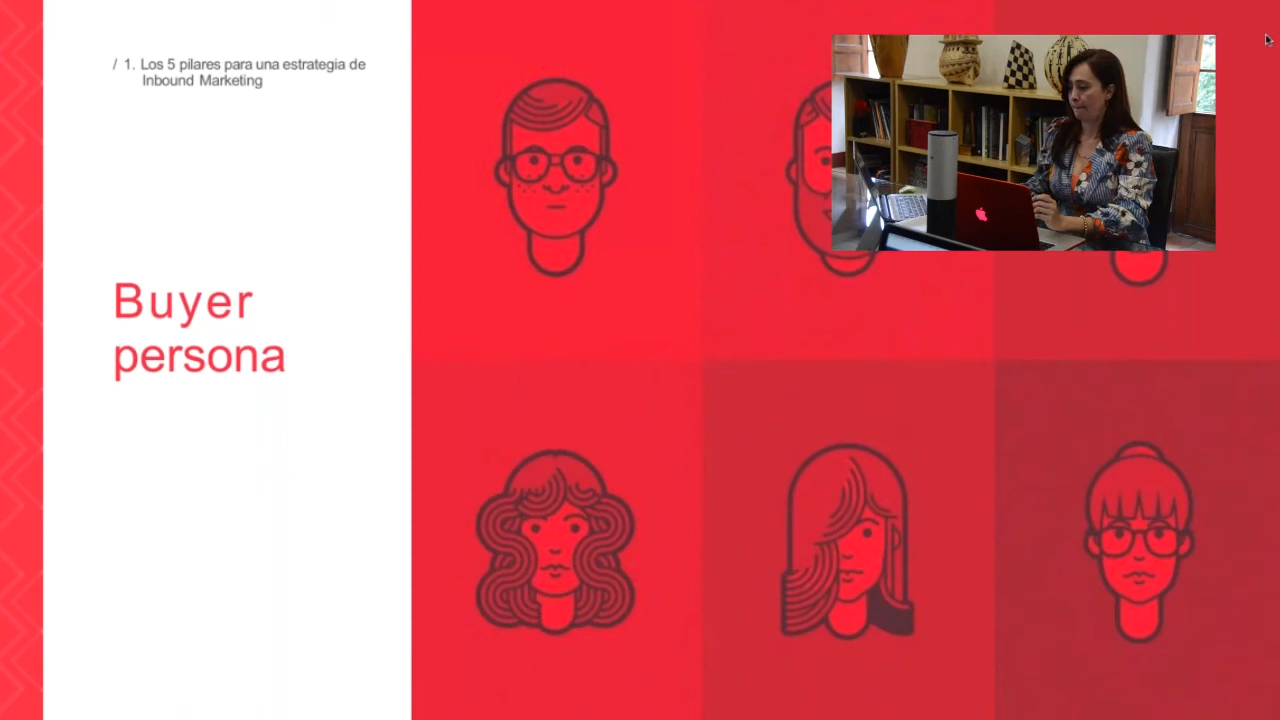 / 1. Los 5 pilares para una estrategia de
Inbound Marketing
Buyer
persona